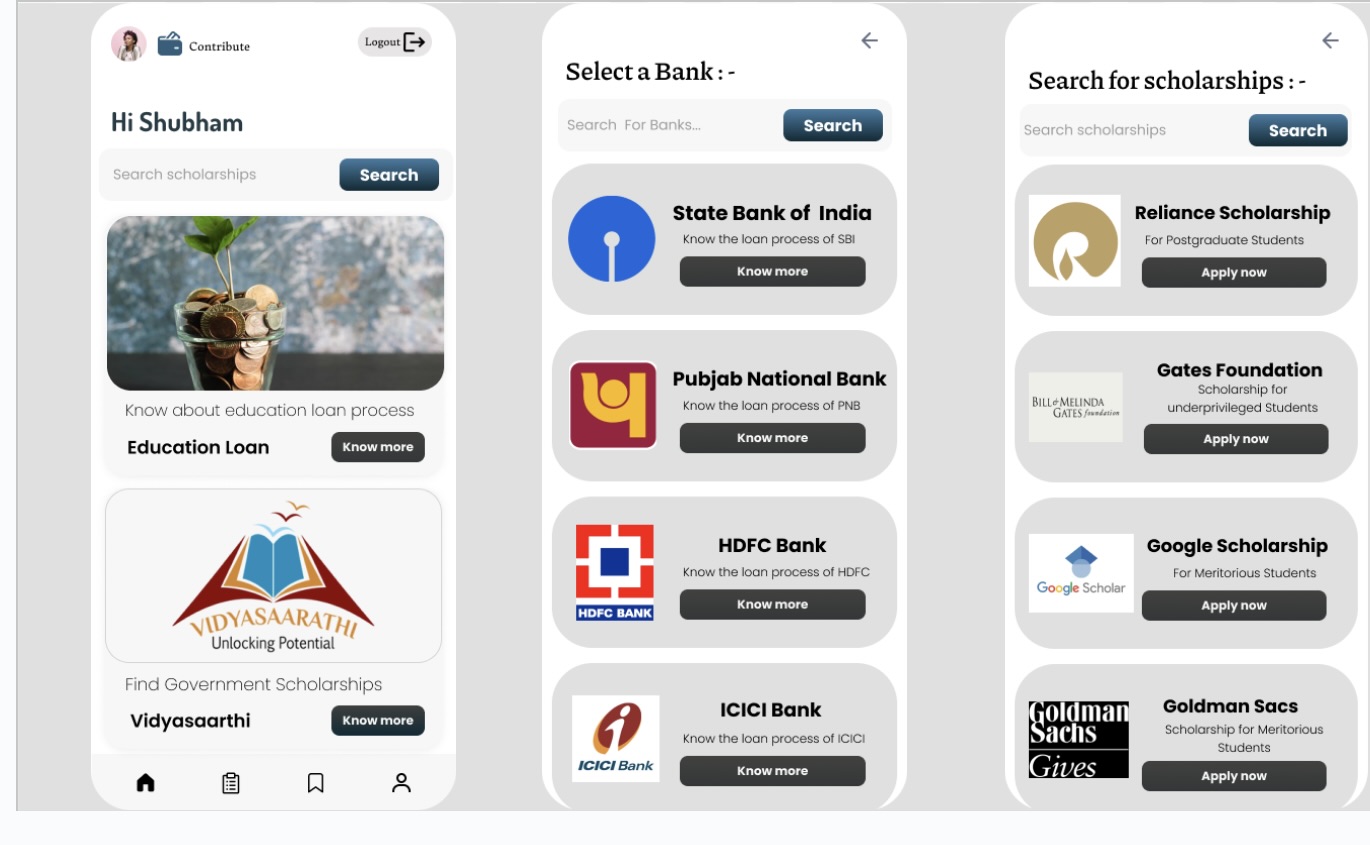 Contribute
Logout
Hi Shubham
Search scholarships
Search
Know about education loan process
Education Loan
Know more
VIDYASAARATHI
Unlocking Potential
Find Government Scholarships
Vidyasaarthi
Know more
Select a Bank : -
Search For Banks...
Search
State Bank of India
Know the loan process of SBI
Know more
Pubjab National Bank
Know the loan process of PNB
Know more
HDFC BANK
HDFC Bank
Know the loan process of HDFC
Know more
ICICI Bank
ICICI Bank
Know the loan process of ICICI
Know more
Search for scholarships : -
Search scholarships
Search
Reliance Scholarship
For Postgraduate Students
Apply now
BILL & MELINDA
GATES foundation
Gates Foundation
Scholarship for
underprivileged Students
Apply now
Google Scholar
Google Scholarship
For Meritorious Students
Apply now
Goldman
Sachs
Gives
Goldman Sacs
Scholarship for Meritorious
Students
Apply now